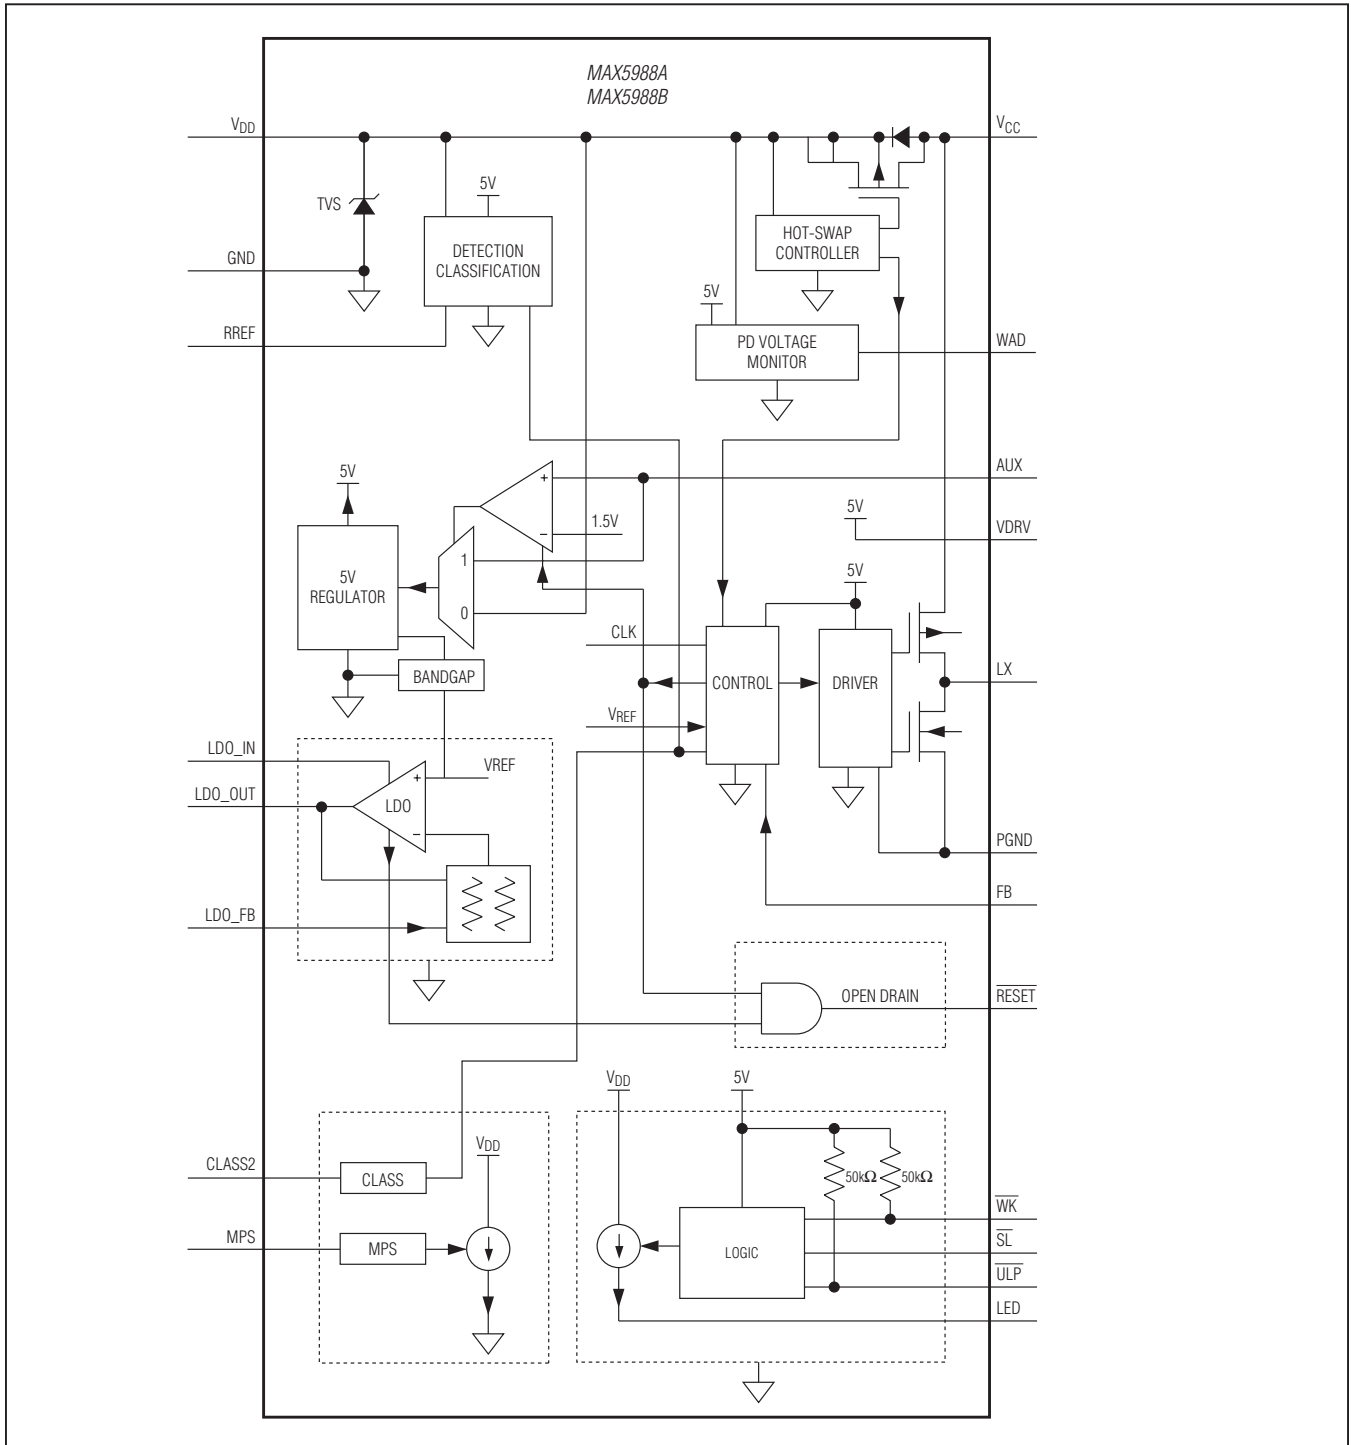 MAX5988A
MAX5988B
VDD
VCC
5V
TVS
DETECTION
CLASSIFICATION
HOT-SWAP
CONTROLLER
GND
5V
RREF
PD VOLTAGE
MONITOR
WAD
5V
+
AUX
1.5V
–
5V
VDRV
1
5V
REGULATOR
0
5V
CLK
BANDGAP
CONTROL
DRIVER
LX
VREF
LDO_IN
VREF
+
LDO_OUT
LDO
–
PGND
FB
LDO_FB
OPEN DRAIN
RESET
VDD
5V
VDD
CLASS2
CLASS
50kΩ
50kΩ
WK
MPS
MPS
LOGIC
SL
ULP
LED